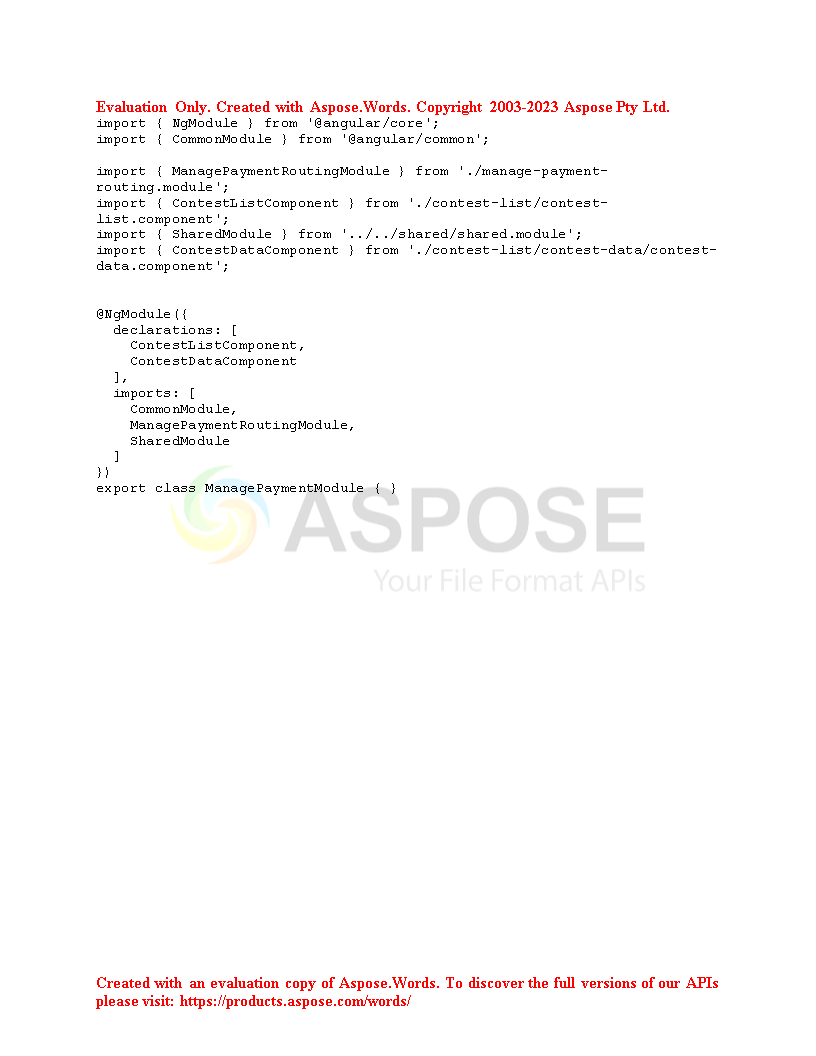 Evaluation Only. Created with Aspose.Words. Copyright 2003-2023 Aspose Pty Ltd.
import { NgModule } from '@angular/core';
import { CommonModule } from '@angular/common';

import { ManagePaymentRoutingModule } from './manage-payment-
routing.module';
import { ContestListComponent } from './contest-list/contest-
list.component';
import { SharedModule } from '../../shared/shared.module';
import { ContestDataComponent } from './contest-list/contest-data/contest-
data.component';

@NgModule({
  declarations: [
    ContestListComponent,
    ContestDataComponent
  ],
  imports: [
    CommonModule,
    ManagePaymentRoutingModule,
    SharedModule
  ]
})
export class ManagePaymentModule { }
ASPOSE
Your File Format APIs
Created with an evaluation copy of Aspose.Words. To discover the full versions of our APIs
please visit: https://products.aspose.com/words/